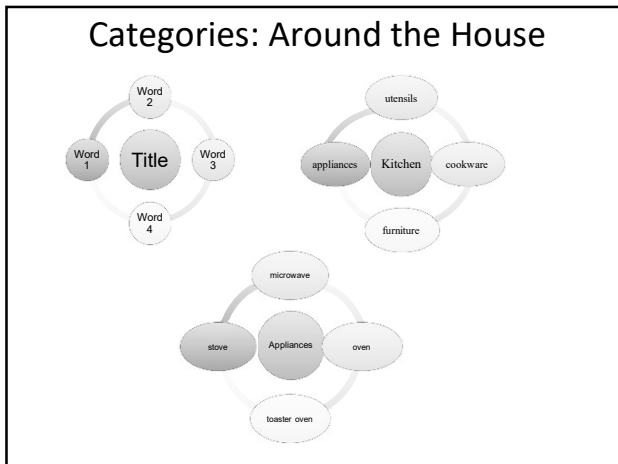 Categories: Around the House
Word
2
Word
1
Title
Word
3
Word
4
utensils
appliances
Kitchen
cookware
furniture
microwave
stove
Appliances
oven
toaster oven